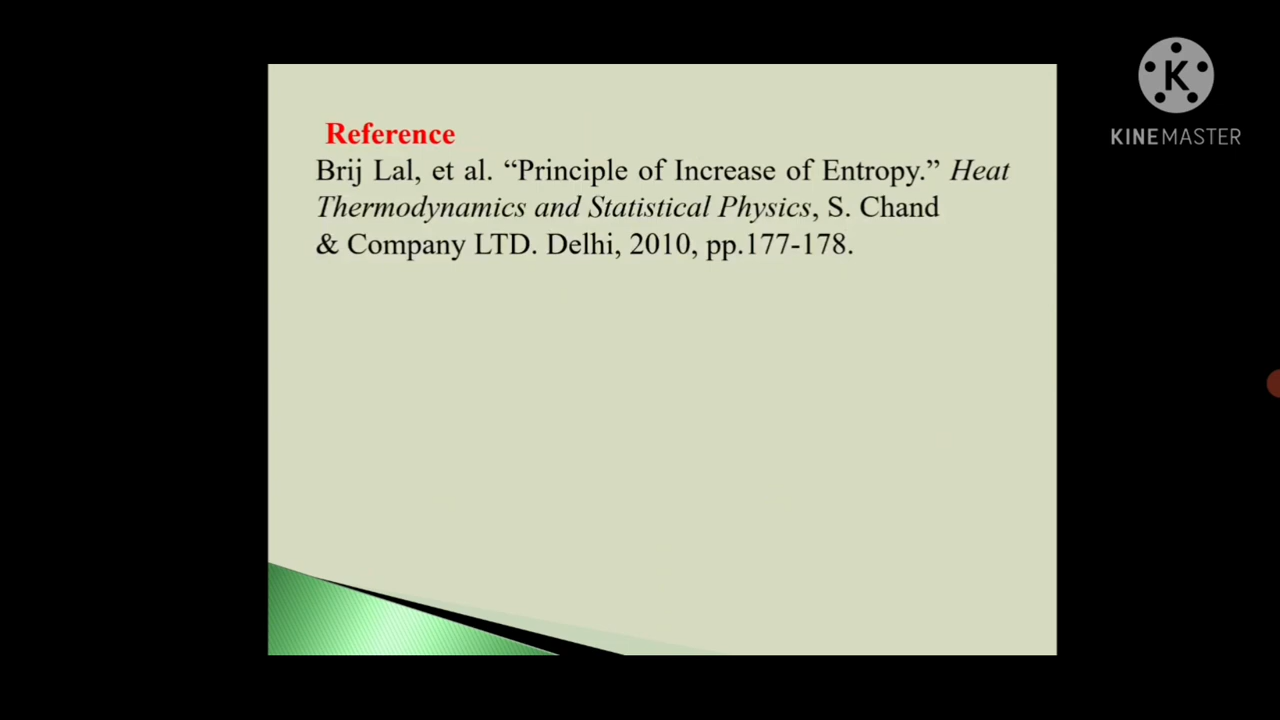 Reference
Brij Lal, et al. “Principle of Increase of Entropy.” Heat
Thermodynamics and Statistical Physics, S. Chand
& Company LTD. Delhi, 2010, pp.177-178.
K
KINEMASTER